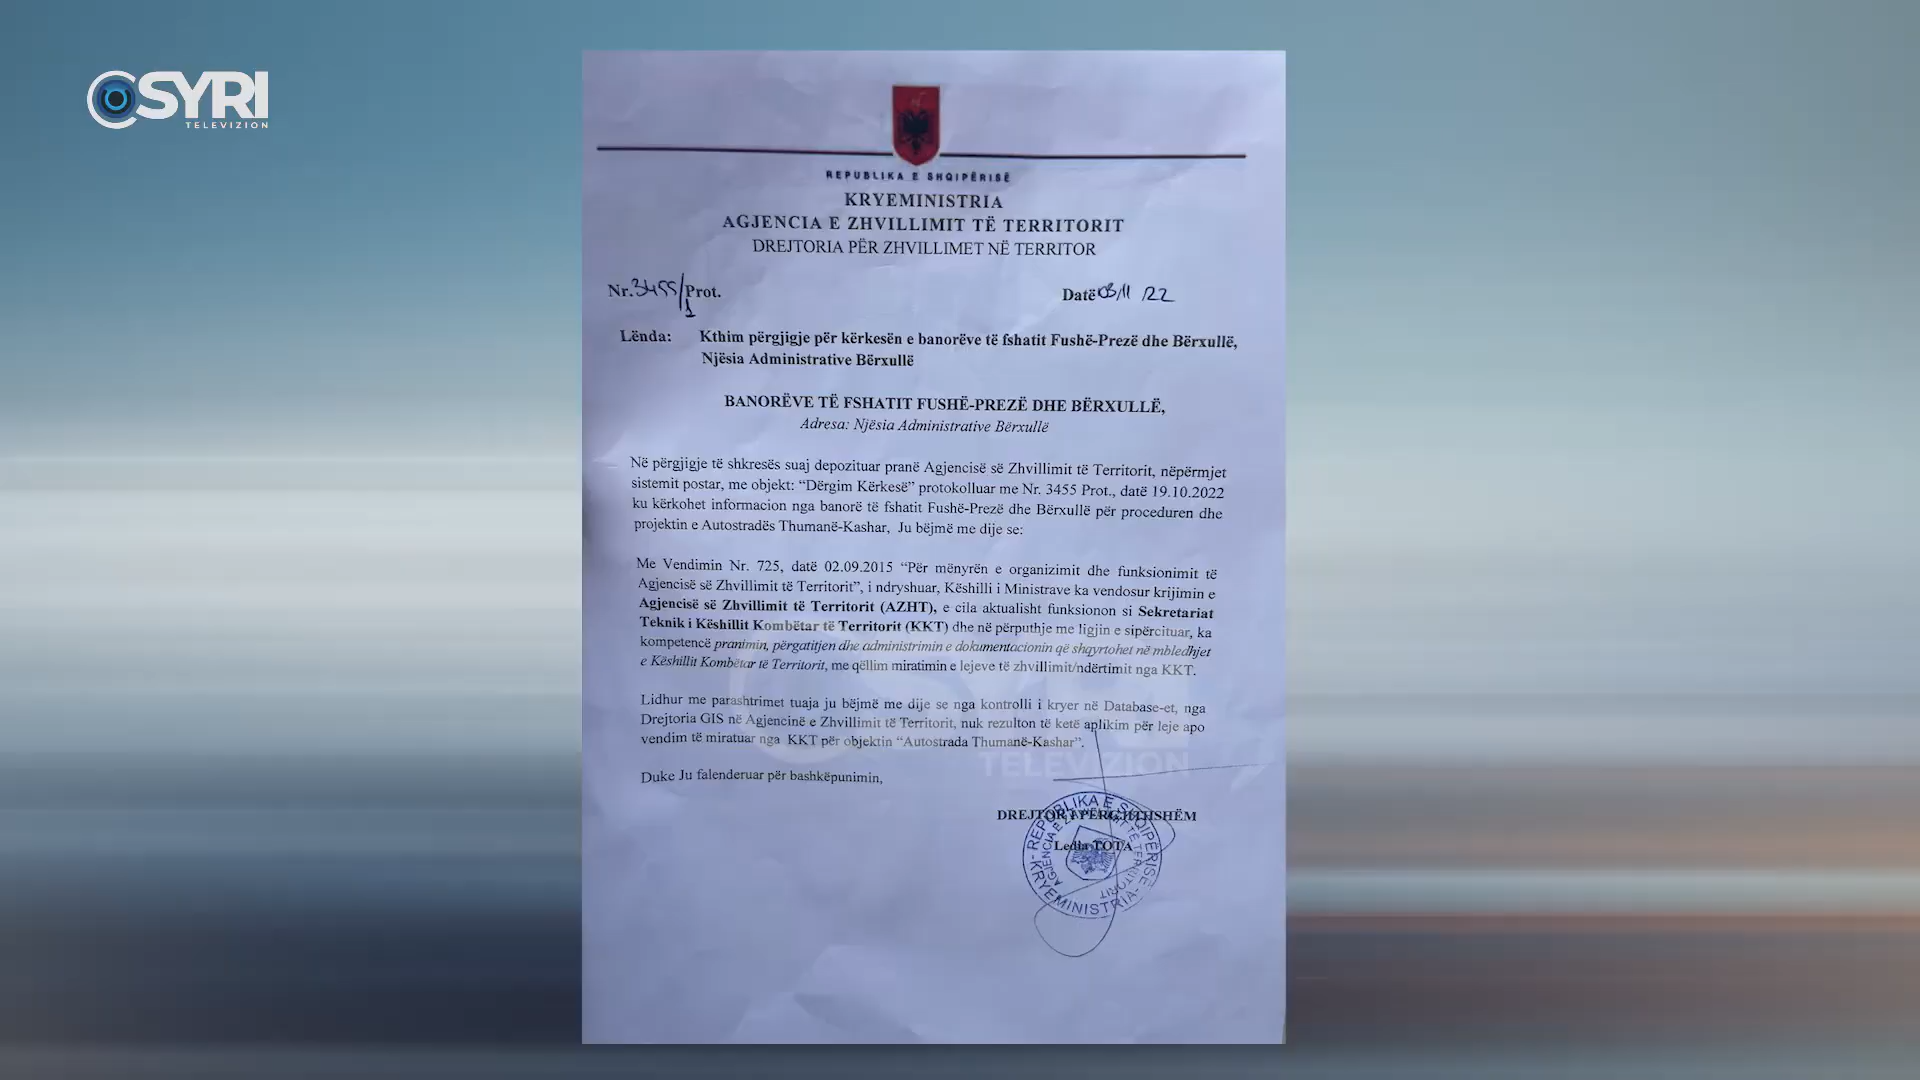 SYRI
TELEVIZION
REPUBLIKA E SHQIPËRISË
KRYEMINISTRIA
AGJENCIA E ZHVILLIMIT TË TERRITORIT
DREJTORIA PËR ZHVILLIMET NË TERRITOR
Nr.3455/1 Prot.
Datë 03/11/22
Lënda: Kthim përgjigje për kërkesën e banorëve të fshatit Fushë-Prezë dhe Bërxullë,
Njësia Administrative Bërxullë
BANORËVE TË FSHATIT FUSHË-PREZË DHE BËRXULLË,
Adresa: Njësia Administrative Bërxullë
Në përgjigje të shkresës suaj depozituar pranë Agjencisë së Zhvillimit të Territorit, nëpërmjet
sistemit postar, me objekt: “Dërgim Kërkesë” protokolluar me Nr. 3455 Prot., datë 19.10.2022
ku kërkohet informacion nga banorë të fshatit Fushë-Prezë dhe Bërxullë për proceduren dhe
projektin e Autostradës Thumanë-Kashar, Ju bëjmë me dije se:
Me Vendimin Nr. 725, datë 02.09.2015 “Për mënyrën e organizimit dhe funksionimit të
Agjencisë së Zhvillimit të Territorit”, i ndryshuar, Këshilli i Ministrave ka vendosur krijimin e
Agjencisë së Zhvillimit të Territorit (AZHT), e cila aktualisht funksionon si Sekretariat
Teknik i Këshillit Kombëtar të Territorit (KKT) dhe në përputhje me ligjin e sipërcituar, ka
kompetencë pranimin, përgatitjen dhe administrimin e dokumentacionin që shqyrtohet në mbledhjet
e Këshillit Kombëtar të Territorit, me qëllim miratimin e lejeve të zhvillimit/ndërtimit nga KKT.
Lidhur me parashtrimet tuaja ju bëjmë me dije se nga kontrolli i kryer në Database-et, nga
Drejtoria GIS në Agjencinë e Zhvillimit të Territorit, nuk rezulton të ketë aplikim për leje apo
vendim të miratuar nga KKT për objektin “Autostrada Thumanë-Kashar”.
TELEVIZION
Duke Ju falenderuar për bashkëpunimin,
DREJTOR I PËRGJITHSHËM
Ledia TOTA
REPUBLIKA E SHQIPËRISË
AGJENCIA E ZHVILLIMIT TË TERRITORIT
KRYEMINISTRIA